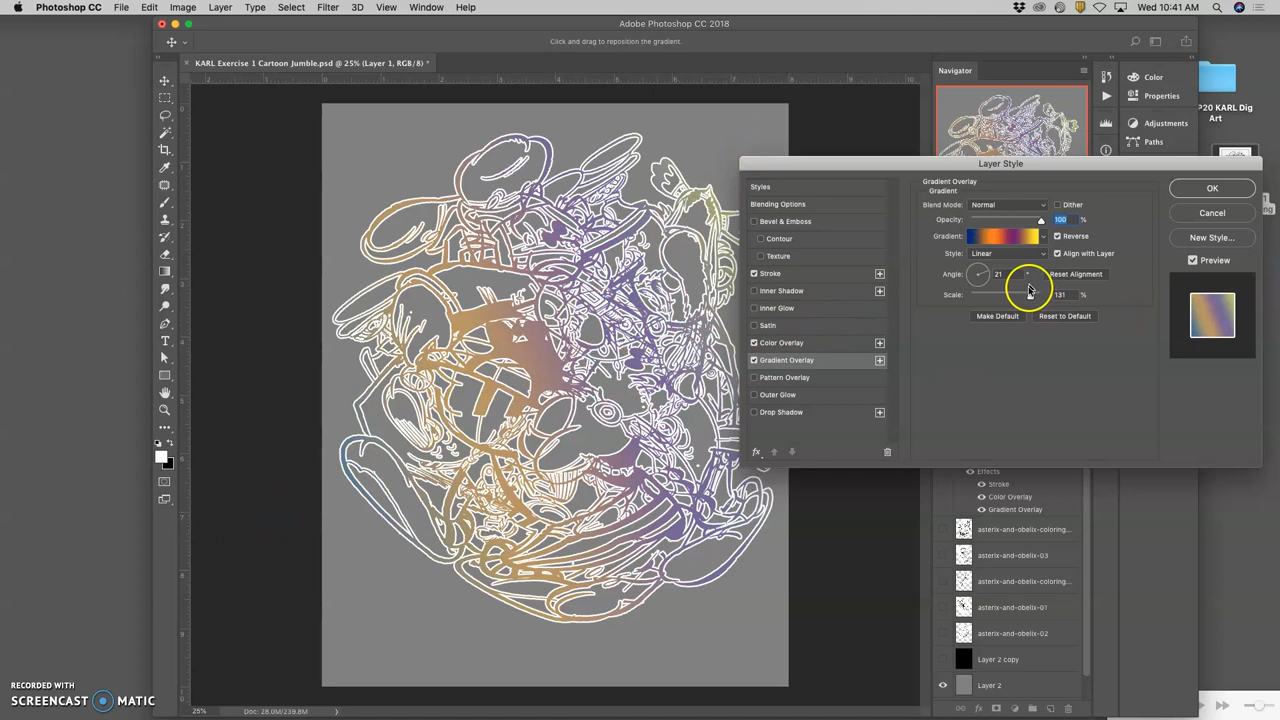 Photoshop CC File Edit Image Layer Type Select Filter 3D View Window Help
Wed 10:41 AM
Adobe Photoshop CC 2018
Click and drag to reposition the gradient.
× KARL Exercise 1 Cartoon Jumble.psd @ 25% (Layer 1, RGB/8) *
Navigator
Color
Properties
Adjustments
Paths
P20 KARL Dig
Art
Layer Style
Styles
Blending Options
Bevel & Emboss
Contour
Texture
Stroke
Inner Shadow
Inner Glow
Satin
Color Overlay
Gradient Overlay
Pattern Overlay
Outer Glow
Drop Shadow
fx
Gradient Overlay
Gradient
Blend Mode: Normal Dither
Opacity: 100 %
Gradient: Reverse
Style: Linear Align with Layer
Angle: 21 ° Reset Alignment
Scale: 131 %
Make Default Reset to Default
OK
Cancel
New Style...
Preview
Effects
Stroke
Color Overlay
Gradient Overlay
asterix-and-obelix-coloring...
asterix-and-obelix-03
asterix-and-obelix-coloring...
asterix-and-obelix-01
asterix-and-obelix-02
Layer 2 copy
Layer 2
25% Doc: 28.0M/239.8M
RECORDED WITH
SCREENCAST MATIC